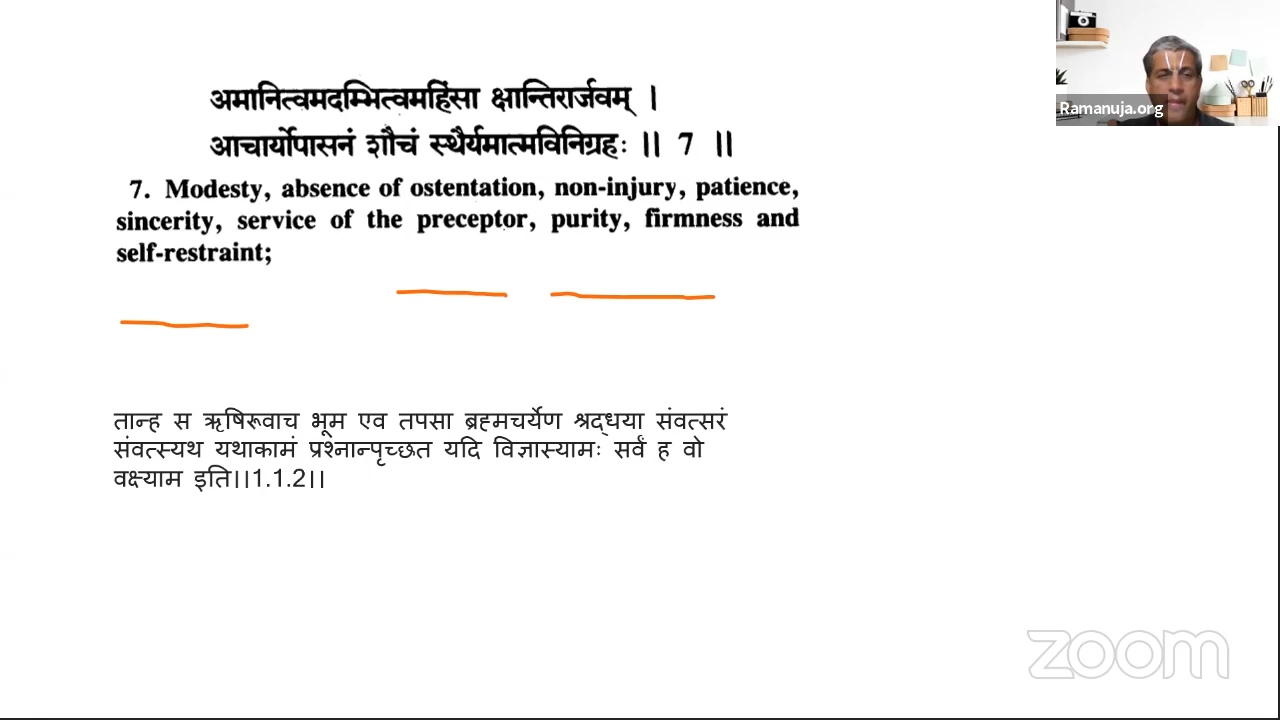 अमानित्वमदम्भित्वमहिंसा क्षान्तिरार्जवम् ।
आचार्योपासनं शौचं स्थैर्यमात्मविनिग्रहः ।। 7 ।।
7. Modesty, absence of ostentation, non-injury, patience,
sincerity, service of the preceptor, purity, firmness and
self-restraint;
तान्ह स ऋषिरूवाच भूम एव तपसा ब्रह्मचर्येण श्रद्धया संवत्सरं
संवत्स्यथ यथाकामं प्रश्नान्पृच्छत यदि विज्ञास्यामः सर्वं ह वो
वक्ष्याम इति।।1.1.2।।
Ramanuja.org
zoom